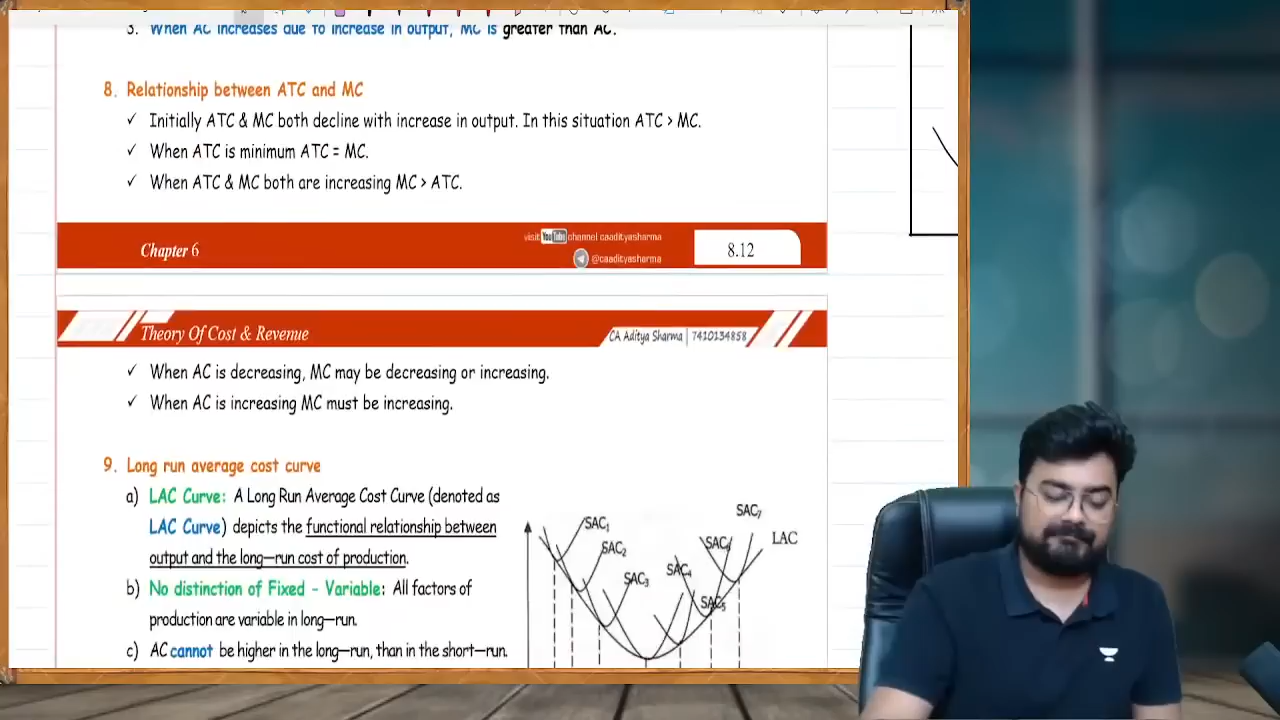 3. When AC increases due to increase in output, MC is greater than AC.
8. Relationship between ATC and MC
✓ Initially ATC & MC both decline with increase in output. In this situation ATC > MC.
✓ When ATC is minimum ATC = MC.
✓ When ATC & MC both are increasing MC > ATC.
Chapter 6
visit YouTube channel caadityasharma
@caadityasharma
8.12
Theory Of Cost & Revenue
CA Aditya Sharma | 7410134858
✓ When AC is decreasing, MC may be decreasing or increasing.
✓ When AC is increasing MC must be increasing.
9. Long run average cost curve
a) LAC Curve: A Long Run Average Cost Curve (denoted as
LAC Curve) depicts the functional relationship between
output and the long—run cost of production.
b) No distinction of Fixed - Variable: All factors of
production are variable in long—run.
c) AC cannot be higher in the long—run, than in the short—run.
SAC₁
SAC₂
SAC₃
SAC₄
SAC₅
SAC₇
LAC